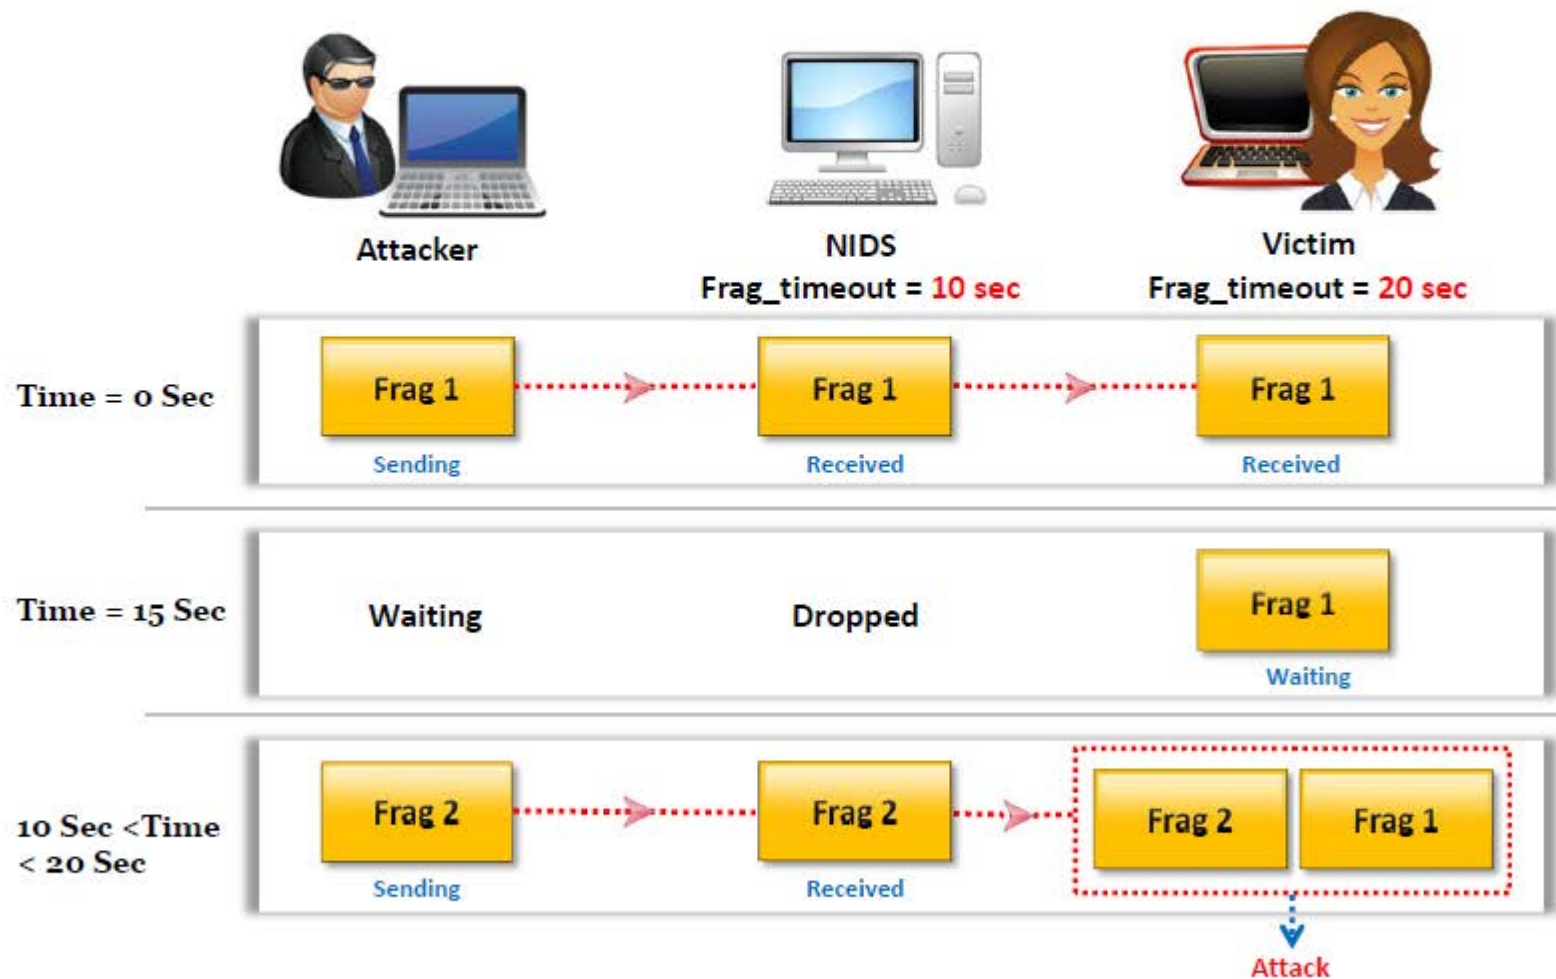 Attacker
NIDS
Frag_timeout = 10 sec
Victim
Frag_timeout = 20 sec
Time = 0 Sec
Frag 1
Sending
Frag 1
Received
Frag 1
Received
Time = 15 Sec
Waiting
Dropped
Frag 1
Waiting
10 Sec <Time
< 20 Sec
Frag 2
Sending
Frag 2
Received
Frag 2
Frag 1
Attack